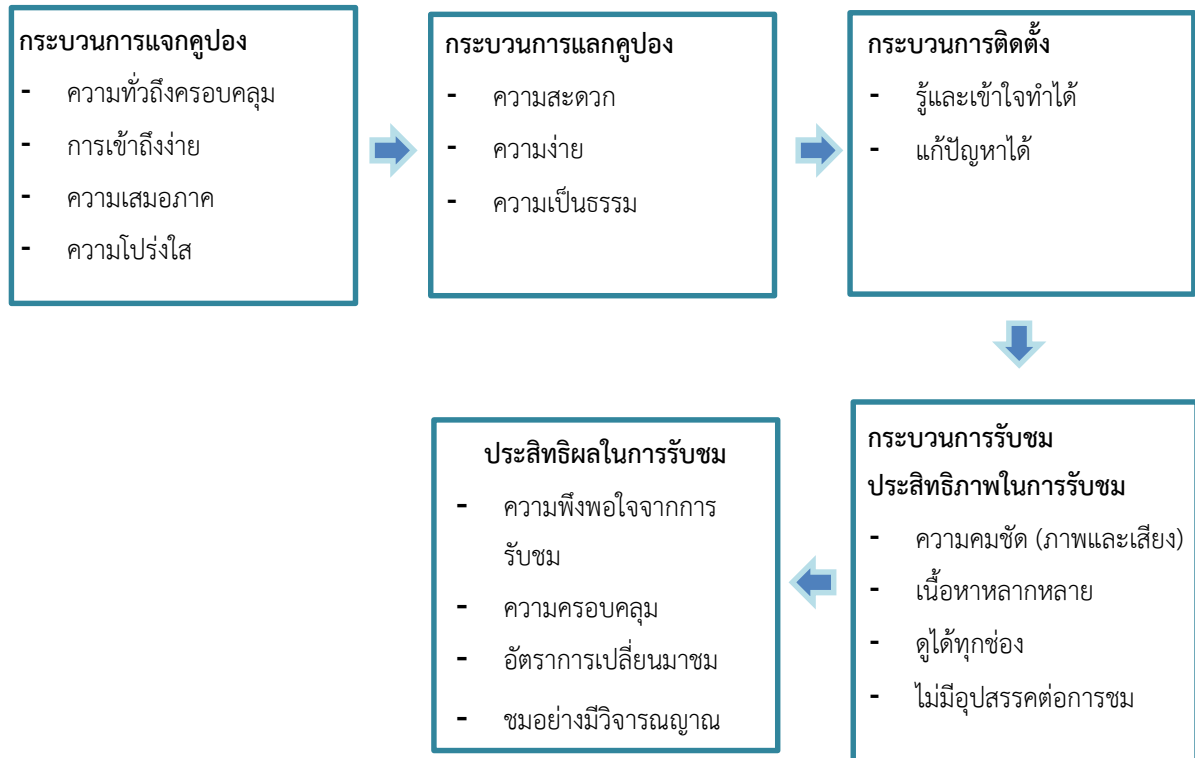 กระบวนการแจกคูปอง
- ความทั่วถึงครอบคลุม
- การเข้าถึงง่าย
- ความเสมอภาค
- ความโปร่งใส
กระบวนการแลกคูปอง
- ความสะดวก
- ความง่าย
- ความเป็นธรรม
กระบวนการติดตั้ง
- รู้และเข้าใจทำได้
- แก้ปัญหาได้
กระบวนการรับชม
ประสิทธิภาพในการรับชม
- ความคมชัด (ภาพและเสียง)
- เนื้อหาหลากหลาย
- ดูได้ทุกช่อง
- ไม่มีอุปสรรคต่อการชม
ประสิทธิผลในการรับชม
- ความพึงพอใจจากการ
รับชม
- ความครอบคลุม
- อัตราการเปลี่ยนมาชม
- ชมอย่างมีวิจารณญาณ